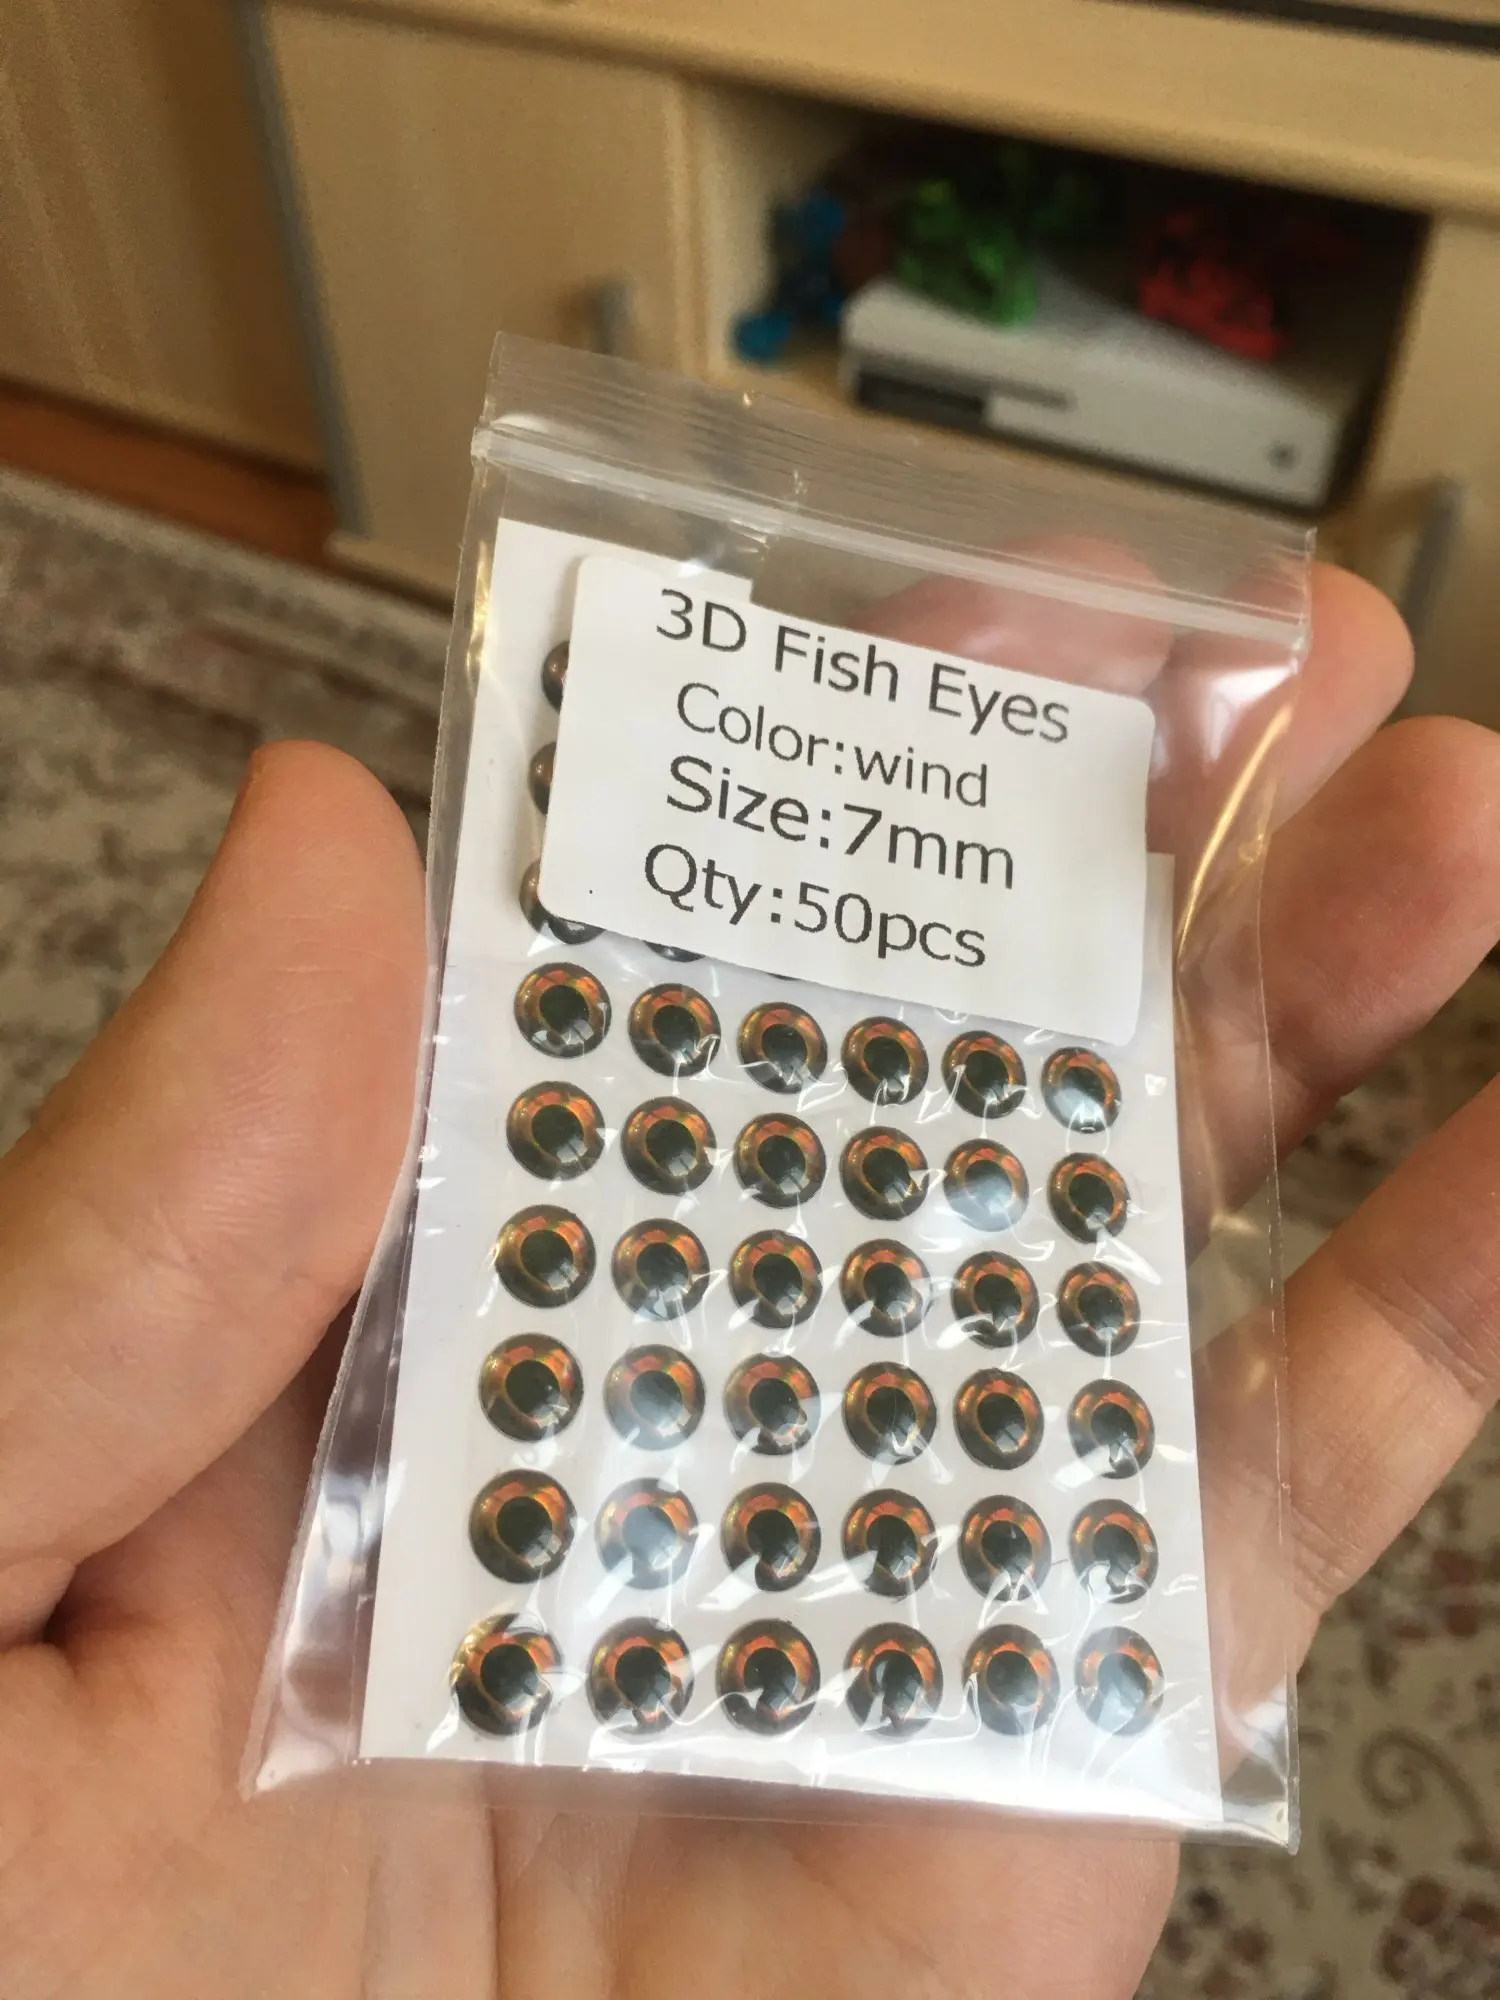 3D Fish Eyes
Color:wind
Size:7mm
Qty:50pcs